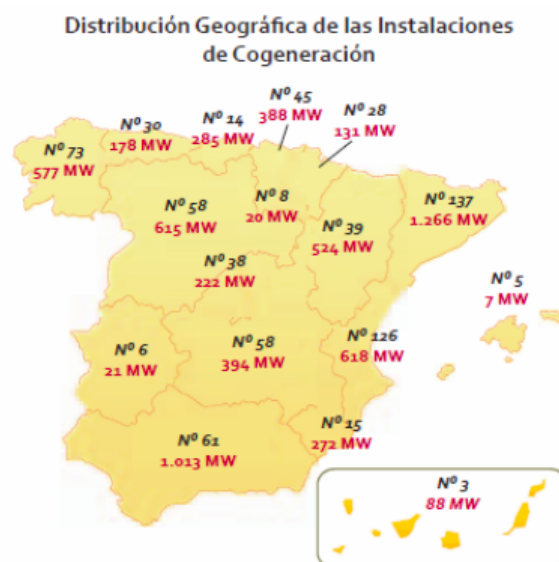 Distribución Geográfica de las Instalaciones
de Cogeneración
Nº 45
388 MW
Nº 14
285 MW
Nº 28
131 MW
Nº 30
178 MW
Nº 73
577 MW
Nº 58
615 MW
Nº 8
20 MW
Nº 39
524 MW
Nº 137
1.266 MW
Nº 38
222 MW
Nº 5
7 MW
Nº 6
21 MW
Nº 58
394 MW
Nº 126
618 MW
Nº 61
1.013 MW
Nº 15
272 MW
Nº 3
88 MW